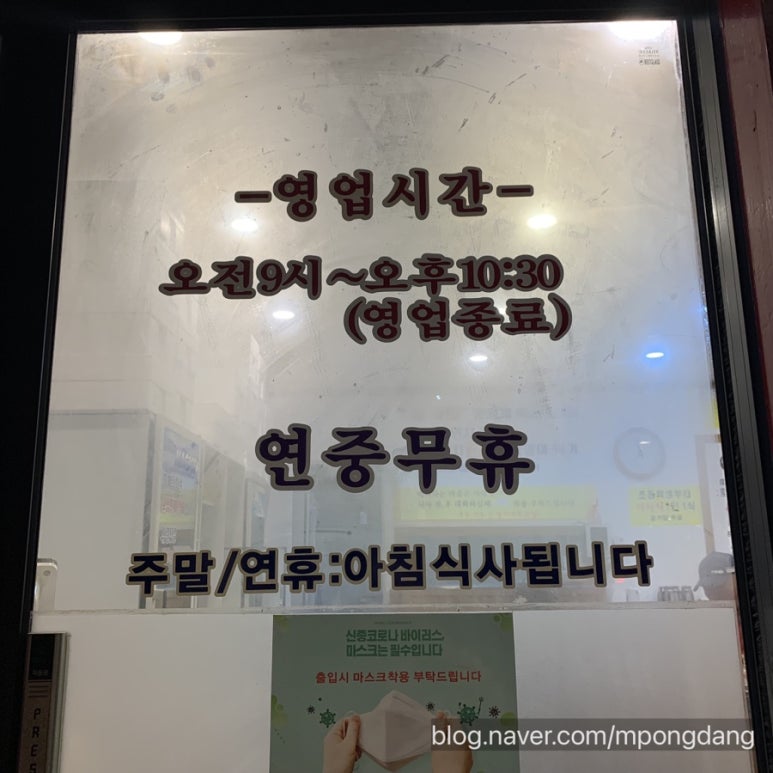 -영업시간-
오전9시~오후10:30
(영업종료)
연중무휴
주말/연휴:아침식사됩니다
신종코로나 바이러스,
마스크는 필수입니다
출입시 마스크착용 부탁드립니다
PRES
blog.naver.com/mpongdang